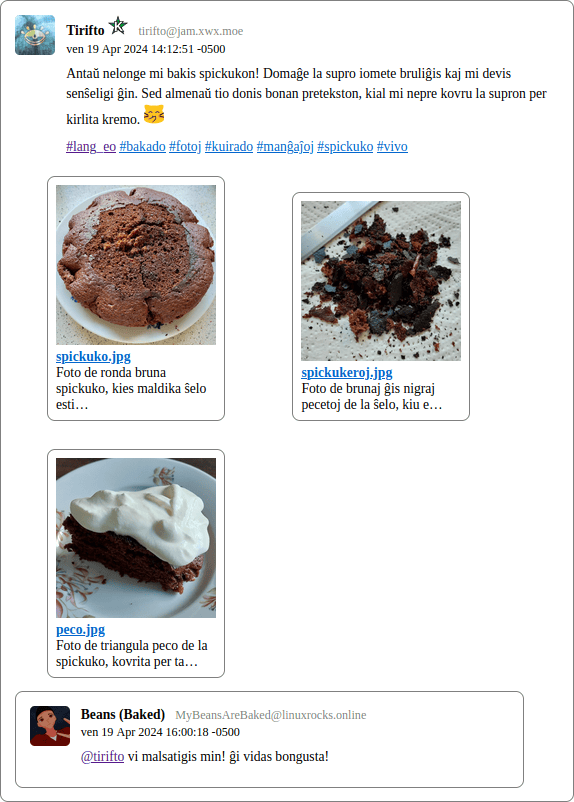 Tirifto tirifto@jam.xwx.moe
ven 19 Apr 2024 14:12:51 -0500
Antaŭ nelonge mi bakis spickukon! Domaĝe la supro iomete bruliĝis kaj mi devis
senŝeligi ĝin. Sed almenaŭ tio donis bonan pretekston, kial mi nepre kovru la supron per
kirlita kremo.
#lang_eo #bakado #fotoj #kuirado #manĝaĵoj #spickuko #vivo
spickuko.jpg
Foto de ronda bruna
spickuko, kies maldika ŝelo
esti…
spickukeroj.jpg
Foto de brunaj ĝis nigraj
pecetoj de la ŝelo, kiu e…
peco.jpg
Foto de triangula peco de la
spickuko, kovrita per ta…
Beans (Baked) MyBeansAreBaked@linuxrocks.online
ven 19 Apr 2024 16:00:18 -0500
@tirifto vi malsatigis min! ĝi vidas bongusta!